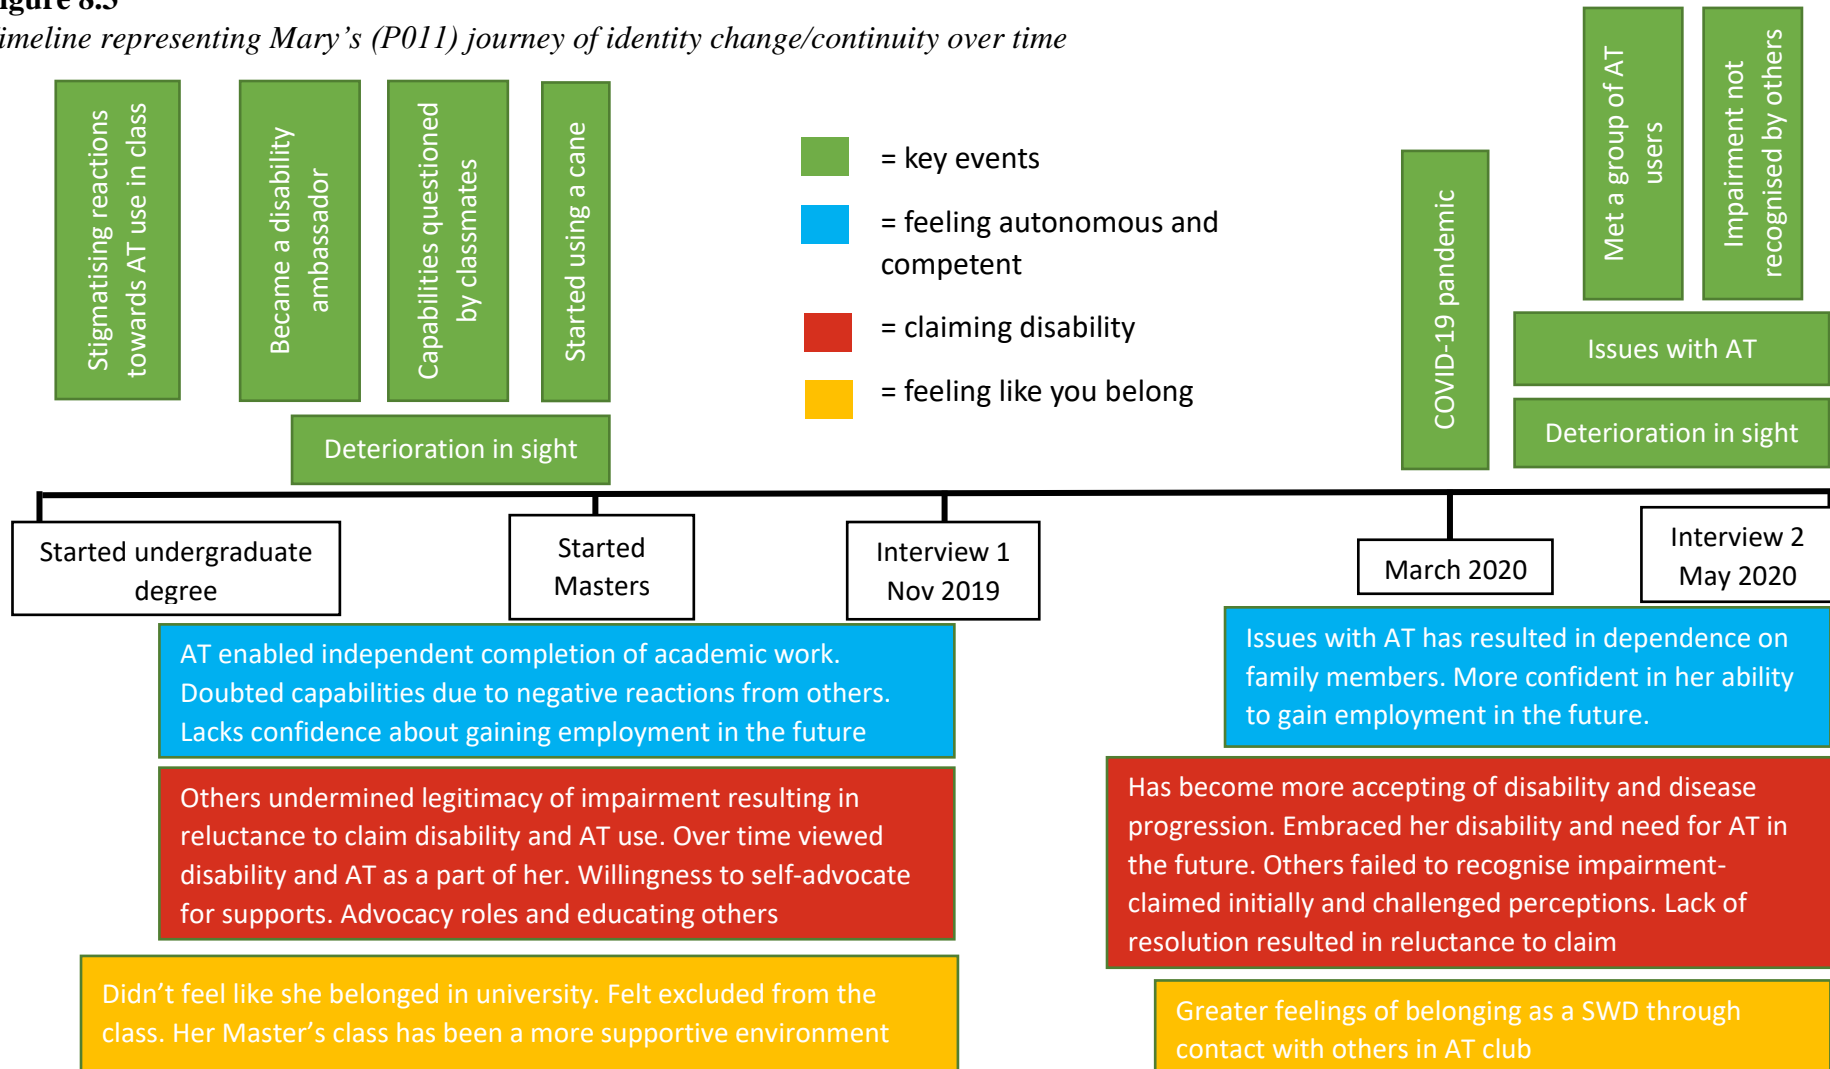 igure 8.3
imeline representing Mary's (P011) journey of identity change/continuity over time
Stigmatising reactions
towards AT use in class
Became a disability
ambassador
Capabilities questioned
by classmates
Started using a cane
Deterioration in sight
= key events
= feeling autonomous and
competent
= claiming disability
= feeling like you belong
COVID-19 pandemic
Met a group of AT
users
Impairment not
recognised by others
Issues with AT
Deterioration in sight
Started undergraduate
degree
Started
Masters
Interview 1
Nov 2019
March 2020
Interview 2
May 2020
AT enabled independent completion of academic work.
Doubted capabilities due to negative reactions from others.
Lacks confidence about gaining employment in the future
Others undermined legitimacy of impairment resulting in
reluctance to claim disability and AT use. Over time viewed
disability and AT as a part of her. Willingness to self-advocate
for supports. Advocacy roles and educating others
Didn't feel like she belonged in university. Felt excluded from the
class. Her Master's class has been a more supportive environment
Issues with AT has resulted in dependence on
family members. More confident in her ability
to gain employment in the future.
Has become more accepting of disability and disease
progression. Embraced her disability and need for AT in
the future. Others failed to recognise impairment-
claimed initially and challenged perceptions. Lack of
resolution resulted in reluctance to claim
Greater feelings of belonging as a SWD through
contact with others in AT club